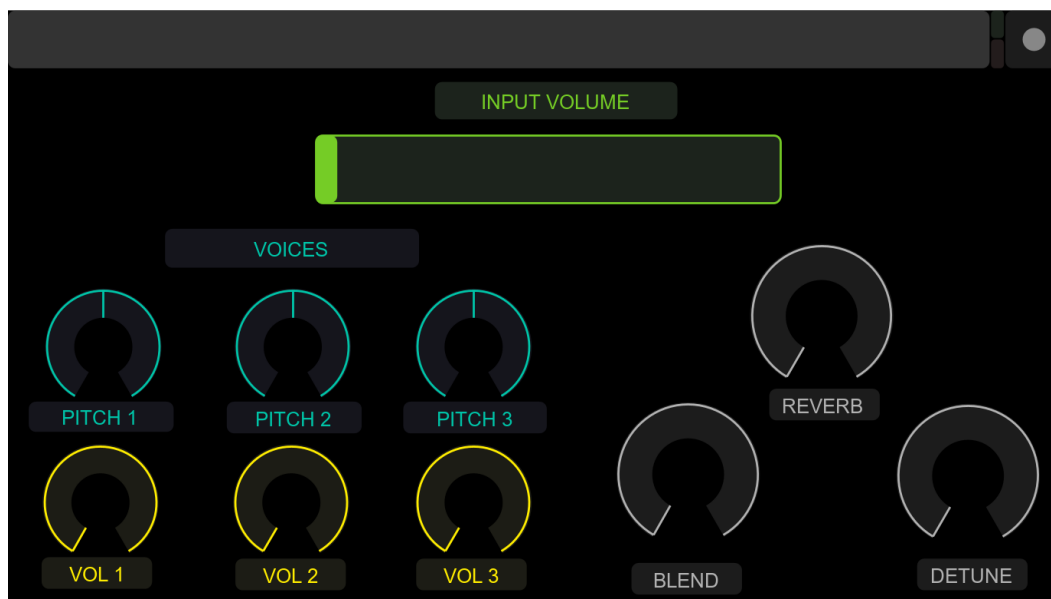 INPUT VOLUME
VOICES
PITCH 1
PITCH 2
PITCH 3
REVERB
VOL 1
VOL 2
VOL 3
BLEND
DETUNE